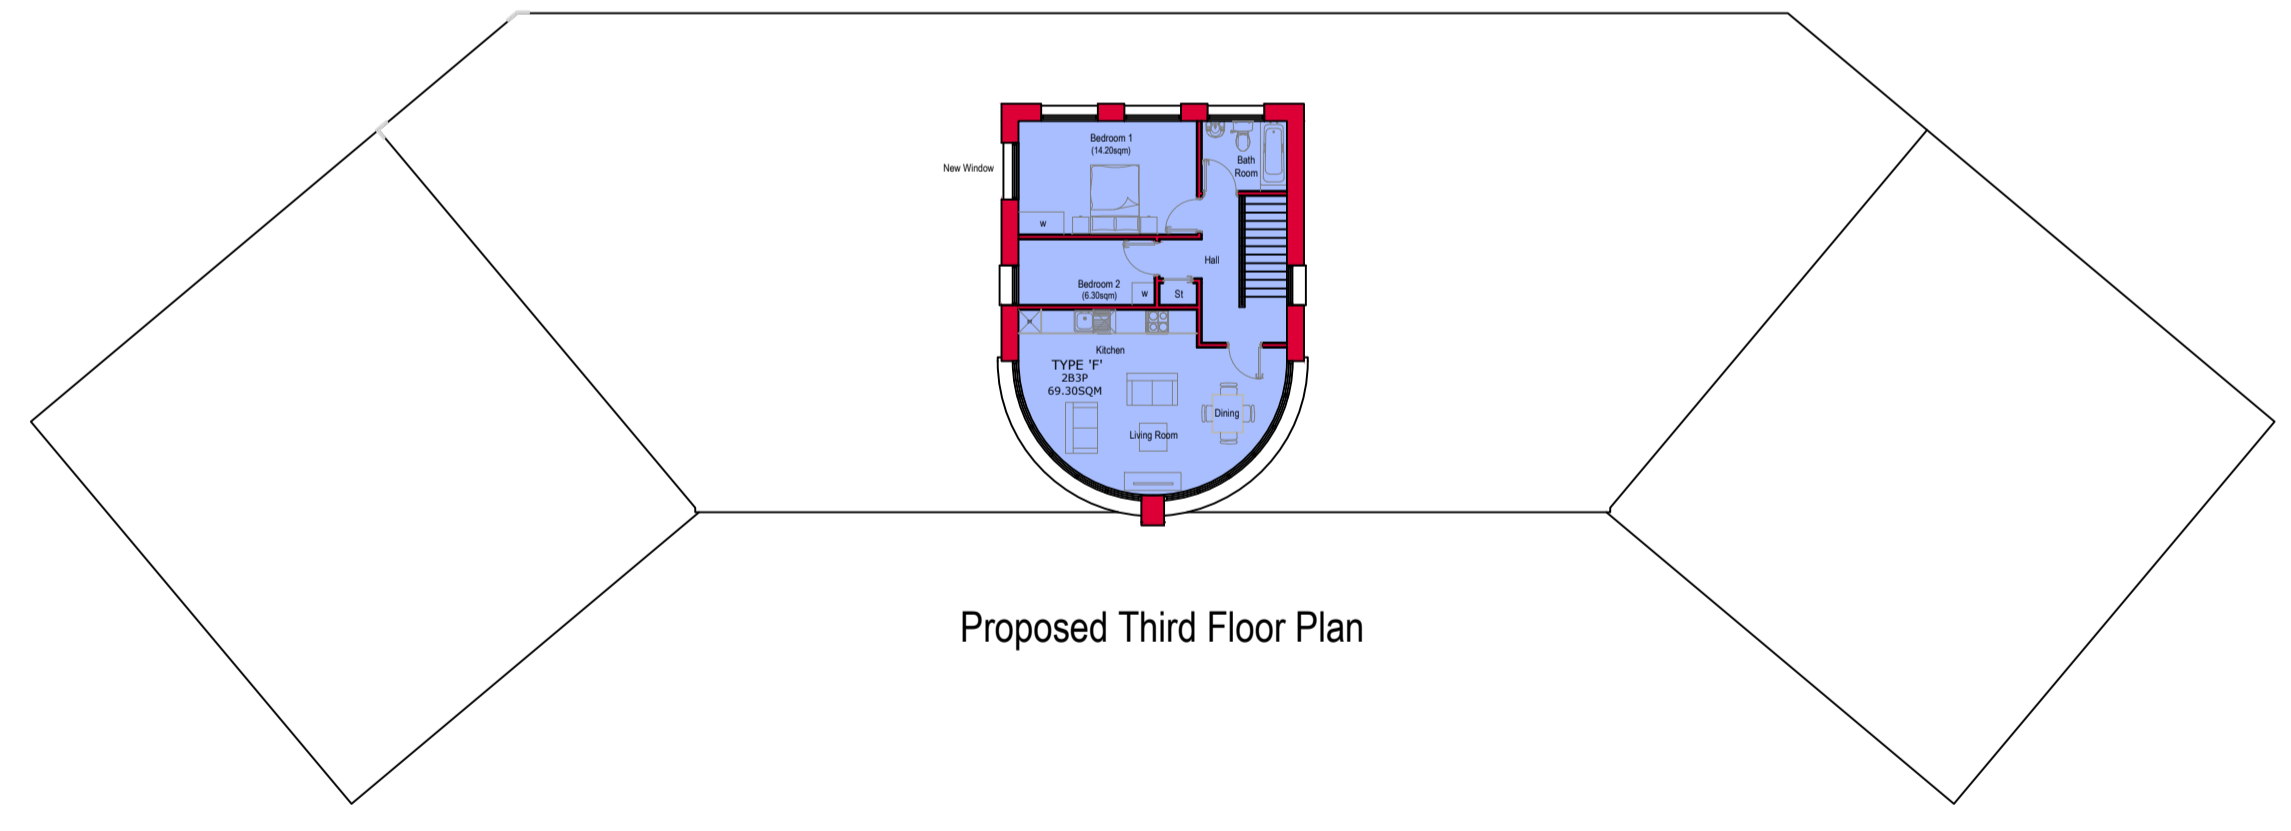 Bedroom 1
(14.20sqm)
Bath
Room
New Window
w
Hall
Bedroom 2
(6.30sqm)
w
St
Kitchen
TYPE 'F'
2B3P
69.30SQM
Dining
Living Room
Proposed Third Floor Plan